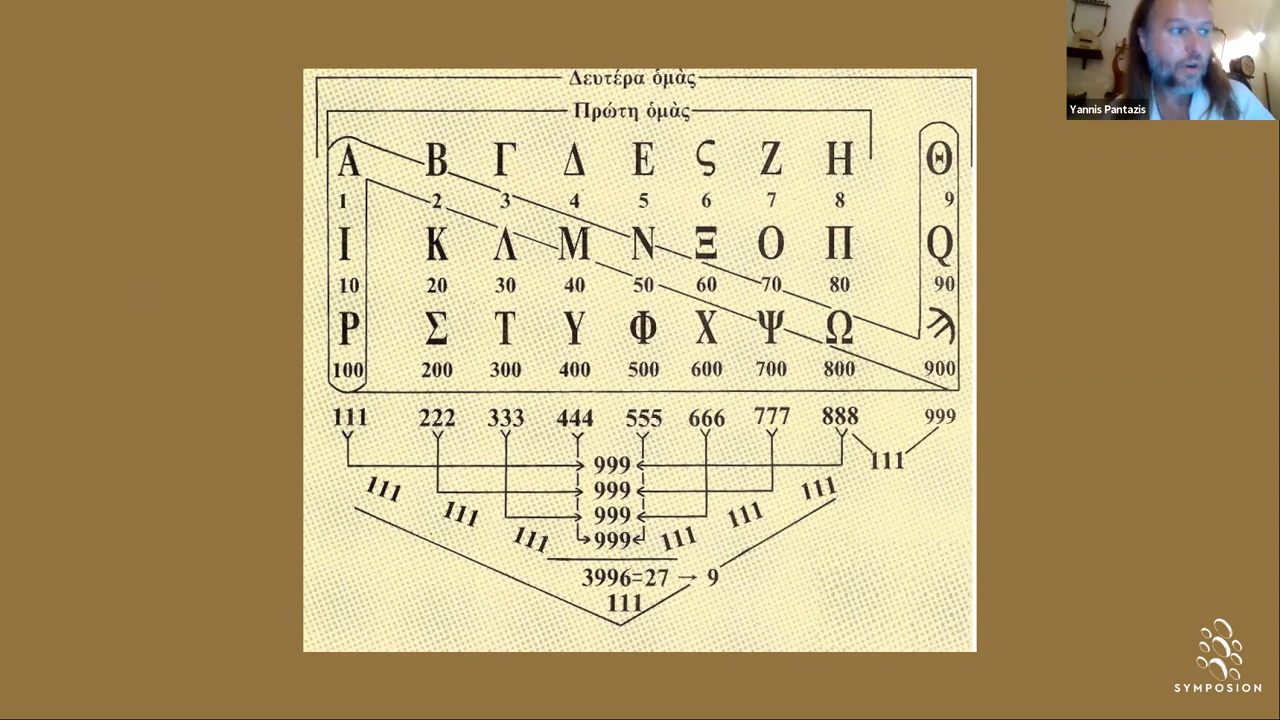 Δευτέρα ὁμὰς
Πρώτη ὁμὰς
Α Β Γ Δ Ε ϛ Ζ Η Θ
1 2 3 4 5 6 7 8 9
Ι Κ Λ Μ Ν Ξ Ο Π Q
10 20 30 40 50 60 70 80 90
Ρ Σ Τ Υ Φ Χ Ψ Ω ϡ
100 200 300 400 500 600 700 800 900
111 222 333 444 555 666 777 888 999
999 111
111 999 111
111 999 111
111 999 111
3996=27 → 9
111
Yannis Pantazis
SYMPOSION